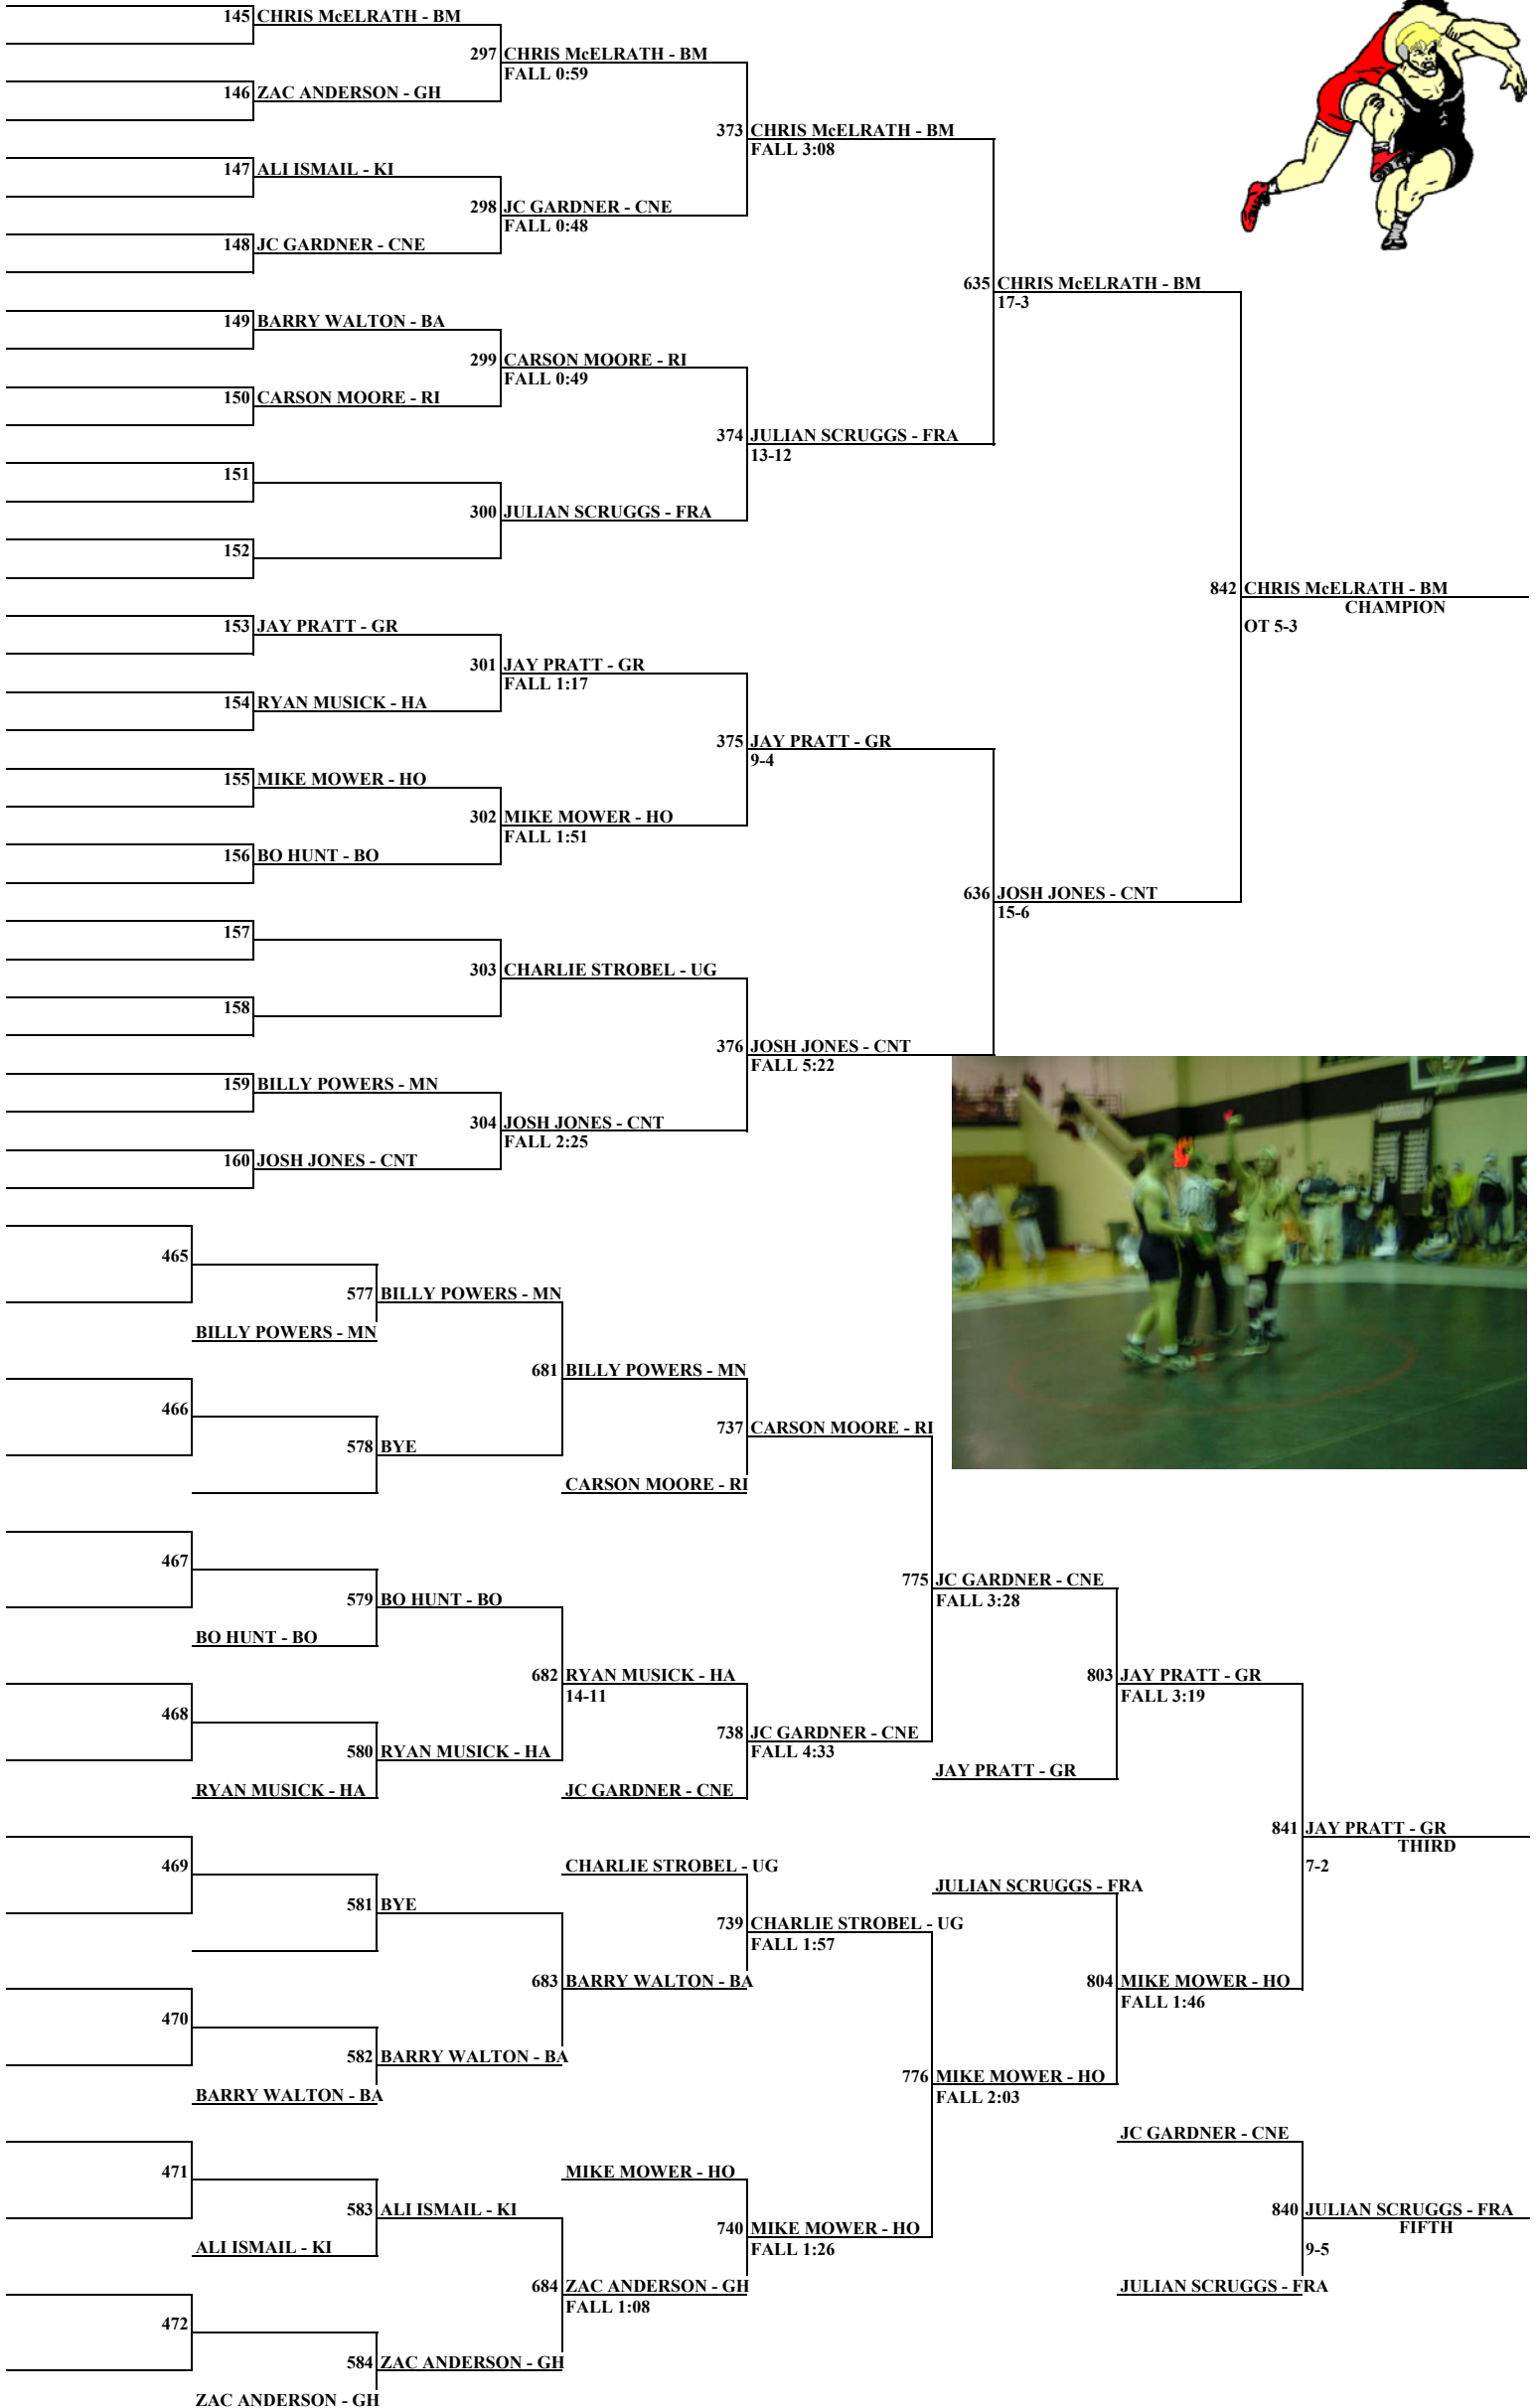 145 CHRIS McELRATH - BM
297 CHRIS McELRATH - BM
FALL 0:59
146 ZAC ANDERSON - GH
373 CHRIS McELRATH - BM
FALL 3:08
147 ALI ISMAIL - KI
298 JC GARDNER - CNE
FALL 0:48
148 JC GARDNER - CNE
635 CHRIS McELRATH - BM
17-3
149 BARRY WALTON - BA
299 CARSON MOORE - RI
FALL 0:49
150 CARSON MOORE - RI
374 JULIAN SCRUGGS - FRA
13-12
151
300 JULIAN SCRUGGS - FRA
152
842 CHRIS McELRATH - BM
CHAMPION
OT 5-3
153 JAY PRATT - GR
301 JAY PRATT - GR
FALL 1:17
154 RYAN MUSICK - HA
375 JAY PRATT - GR
9-4
155 MIKE MOWER - HO
302 MIKE MOWER - HO
FALL 1:51
156 BO HUNT - BO
636 JOSH JONES - CNT
15-6
157
303 CHARLIE STROBEL - UG
158
376 JOSH JONES - CNT
FALL 5:22
159 BILLY POWERS - MN
304 JOSH JONES - CNT
FALL 2:25
160 JOSH JONES - CNT
465
577 BILLY POWERS - MN
BILLY POWERS - MN
681 BILLY POWERS - MN
466
737 CARSON MOORE - RI
578 BYE
CARSON MOORE - RI
467
775 JC GARDNER - CNE
FALL 3:28
579 BO HUNT - BO
BO HUNT - BO
682 RYAN MUSICK - HA
14-11
803 JAY PRATT - GR
FALL 3:19
468
738 JC GARDNER - CNE
FALL 4:33
580 RYAN MUSICK - HA
JAY PRATT - GR
RYAN MUSICK - HA
JC GARDNER - CNE
841 JAY PRATT - GR
THIRD
7-2
469
CHARLIE STROBEL - UG
JULIAN SCRUGGS - FRA
581 BYE
739 CHARLIE STROBEL - UG
FALL 1:57
683 BARRY WALTON - BA
804 MIKE MOWER - HO
FALL 1:46
470
582 BARRY WALTON - BA
776 MIKE MOWER - HO
FALL 2:03
BARRY WALTON - BA
JC GARDNER - CNE
471
MIKE MOWER - HO
583 ALI ISMAIL - KI
840 JULIAN SCRUGGS - FRA
FIFTH
740 MIKE MOWER - HO
FALL 1:26
ALI ISMAIL - KI
9-5
684 ZAC ANDERSON - GH
FALL 1:08
JULIAN SCRUGGS - FRA
472
584 ZAC ANDERSON - GH
ZAC ANDERSON - GH